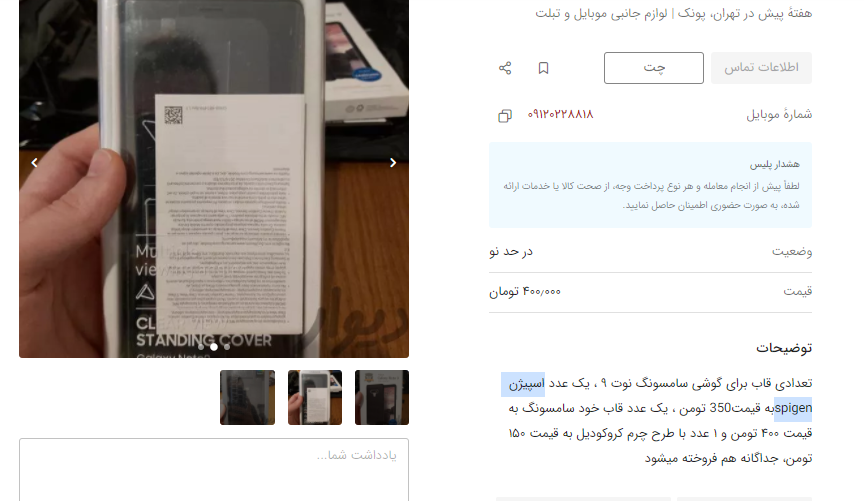 هفتهٔ پیش در تهران، پونک | لوازم جانبی موبایل و تبلت
اطلاعات تماس
چت
شمارهٔ موبایل
۰۹۱۲۰۲۲۸۸۱۸
هشدار پلیس
لطفاً پیش از انجام معامله و هر نوع پرداخت وجه، از صحت کالا یا خدمات ارائه
شده، به صورت حضوری اطمینان حاصل نمایید.
وضعیت
در حد نو
قیمت
۴۰۰٫۰۰۰ تومان
توضیحات
تعدادی قاب برای گوشی سامسونگ نوت ۹ ، یک عدد اسپیژن
spigenبه قیمت350 تومن ، یک عدد قاب خود سامسونگ به
قیمت ۴۰۰ تومن و ۱ عدد با طرح چرم کروکودیل به قیمت ۱۵۰
تومن، جداگانه هم فروخته میشود
CLEAR VIEW
STANDING COVER
Galaxy Note9
دیوار
یادداشت شما...